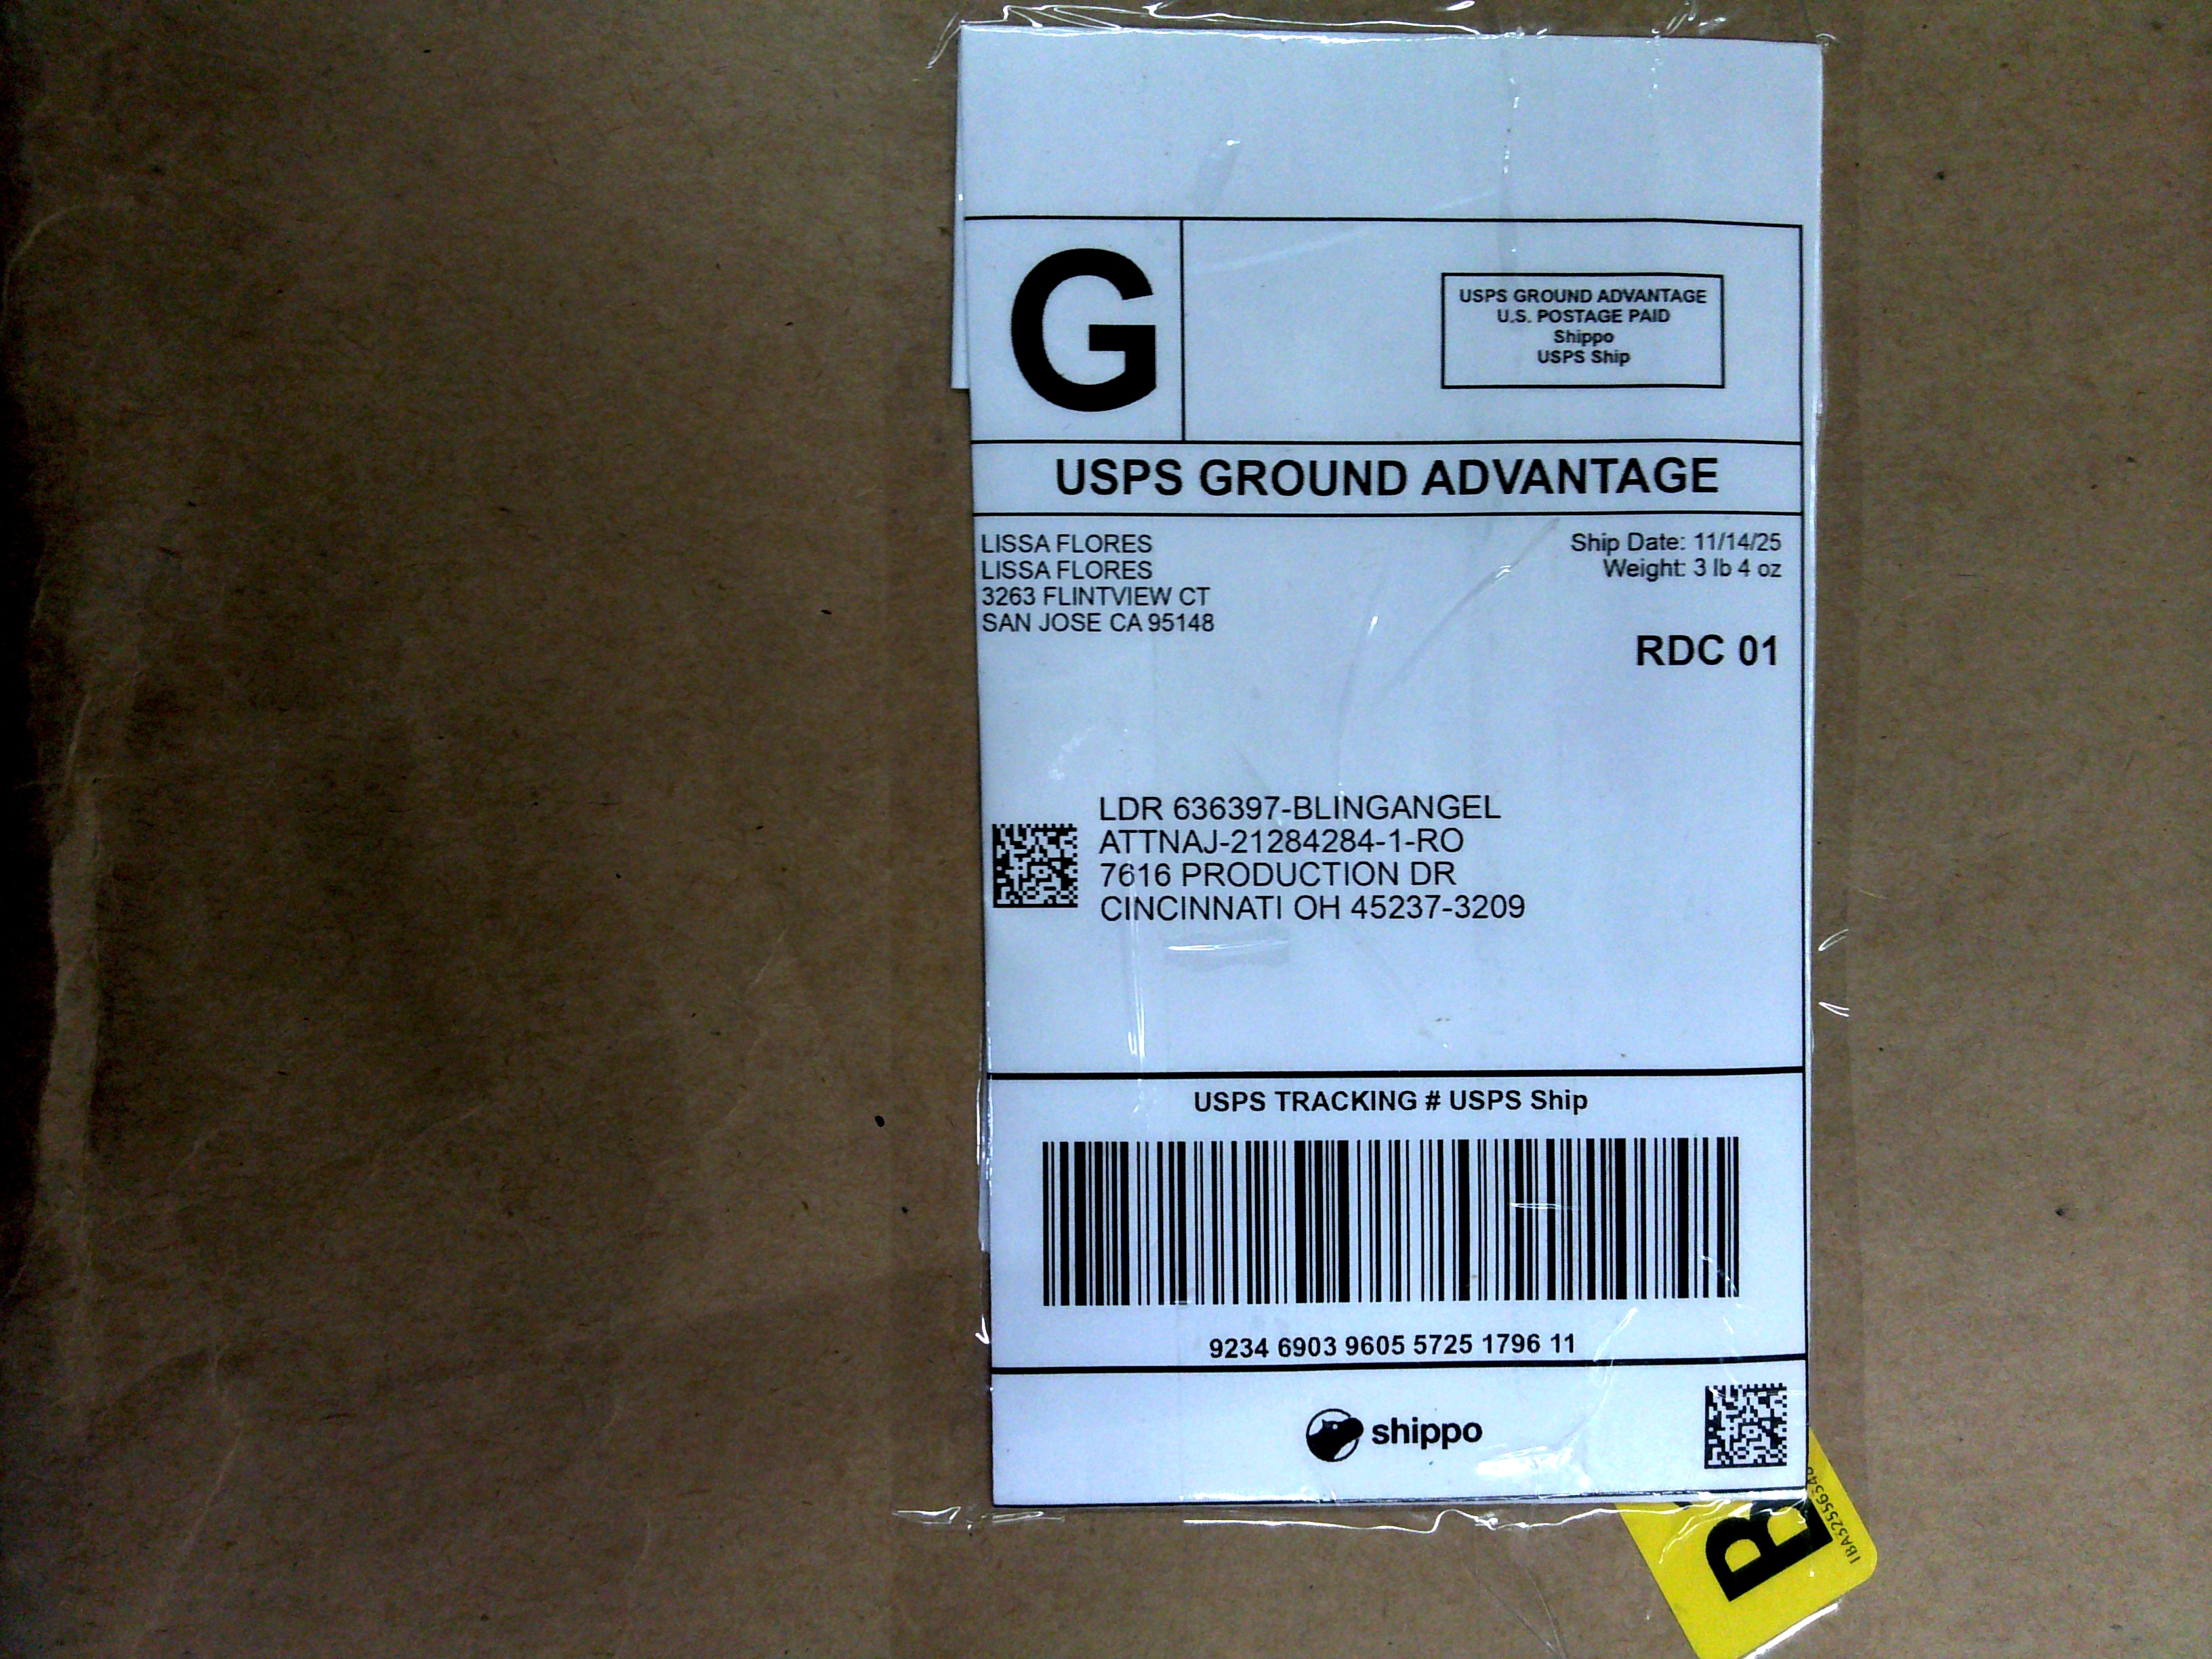 G
USPS GROUND ADVANTAGE
U.S. POSTAGE PAID
Shippo
USPS Ship
USPS GROUND ADVANTAGE
LISSA FLORES
LISSA FLORES
3263 FLINTVIEW CT
SAN JOSE CA 95148
Ship Date: 11/14/25
Weight: 3 lb 4 oz
RDC 01
LDR 636397-BLINGANGEL
ATTNAJ-21284284-1-RO
7616 PRODUCTION DR
CINCINNATI OH 45237-3209
USPS TRACKING # USPS Ship
9234 6903 9605 5725 1796 11
shippo